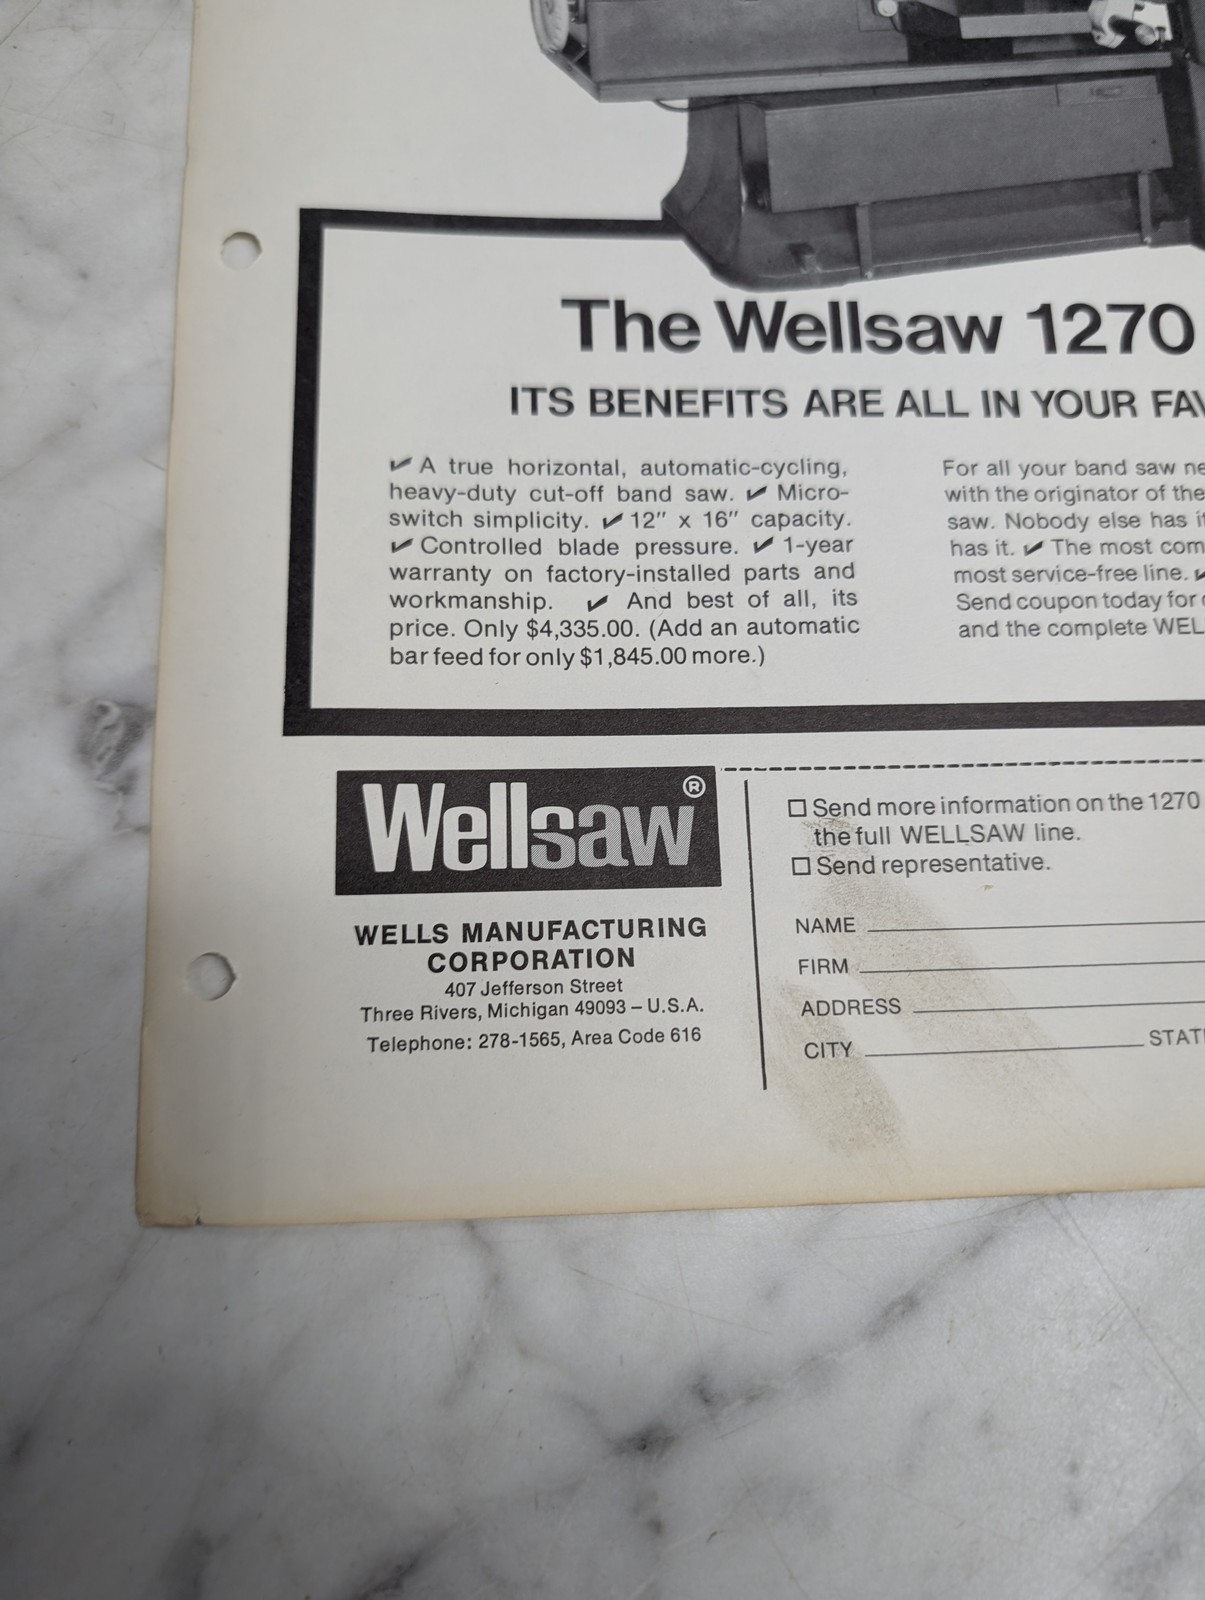 The Wellsaw 1270
ITS BENEFITS ARE ALL IN YOUR
✔ A true horizontal, automatic-cycling,
heavy-duty cut-off band saw. ✔ Micro-
switch simplicity. ✔ 12" x 16" capacity.
✔ Controlled blade pressure. ✔ 1-year
warranty on factory-installed parts and
workmanship. ✔ And best of all, its
price. Only $4,335.00. (Add an automatic
bar feed for only $1,845.00 more.)
For all your band saw
with the originator of the
saw. Nobody else has
has it. ✔ The most
most service-free line. ✔
Send coupon today for
and the complete
Wellsaw®
WELLS MANUFACTURING
CORPORATION
407 Jefferson Street
Three Rivers, Michigan 49093 – U.S.A.
Telephone: 278-1565, Area Code 616
☐ Send more information on the 1270
the full WELLSAW line.
☐ Send representative.
NAME
FIRM
ADDRESS
CITY STAT